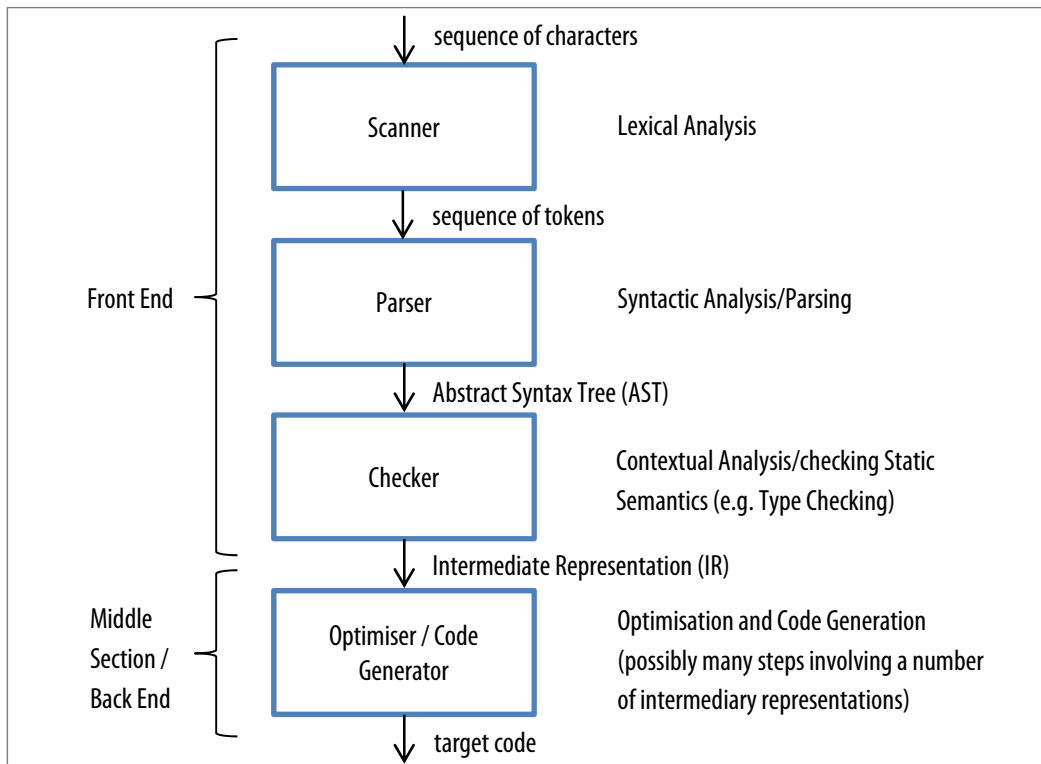 sequence of characters
Scanner
Lexical Analysis
sequence of tokens
Front End
Parser
Syntactic Analysis/Parsing
Abstract Syntax Tree (AST)
Checker
Contextual Analysis/checking Static
Semantics (e.g. Type Checking)
Intermediate Representation (IR)
Middle
Section /
Back End
Optimiser / Code
Generator
Optimisation and Code Generation
(possibly many steps involving a number
of intermediary representations)
target code